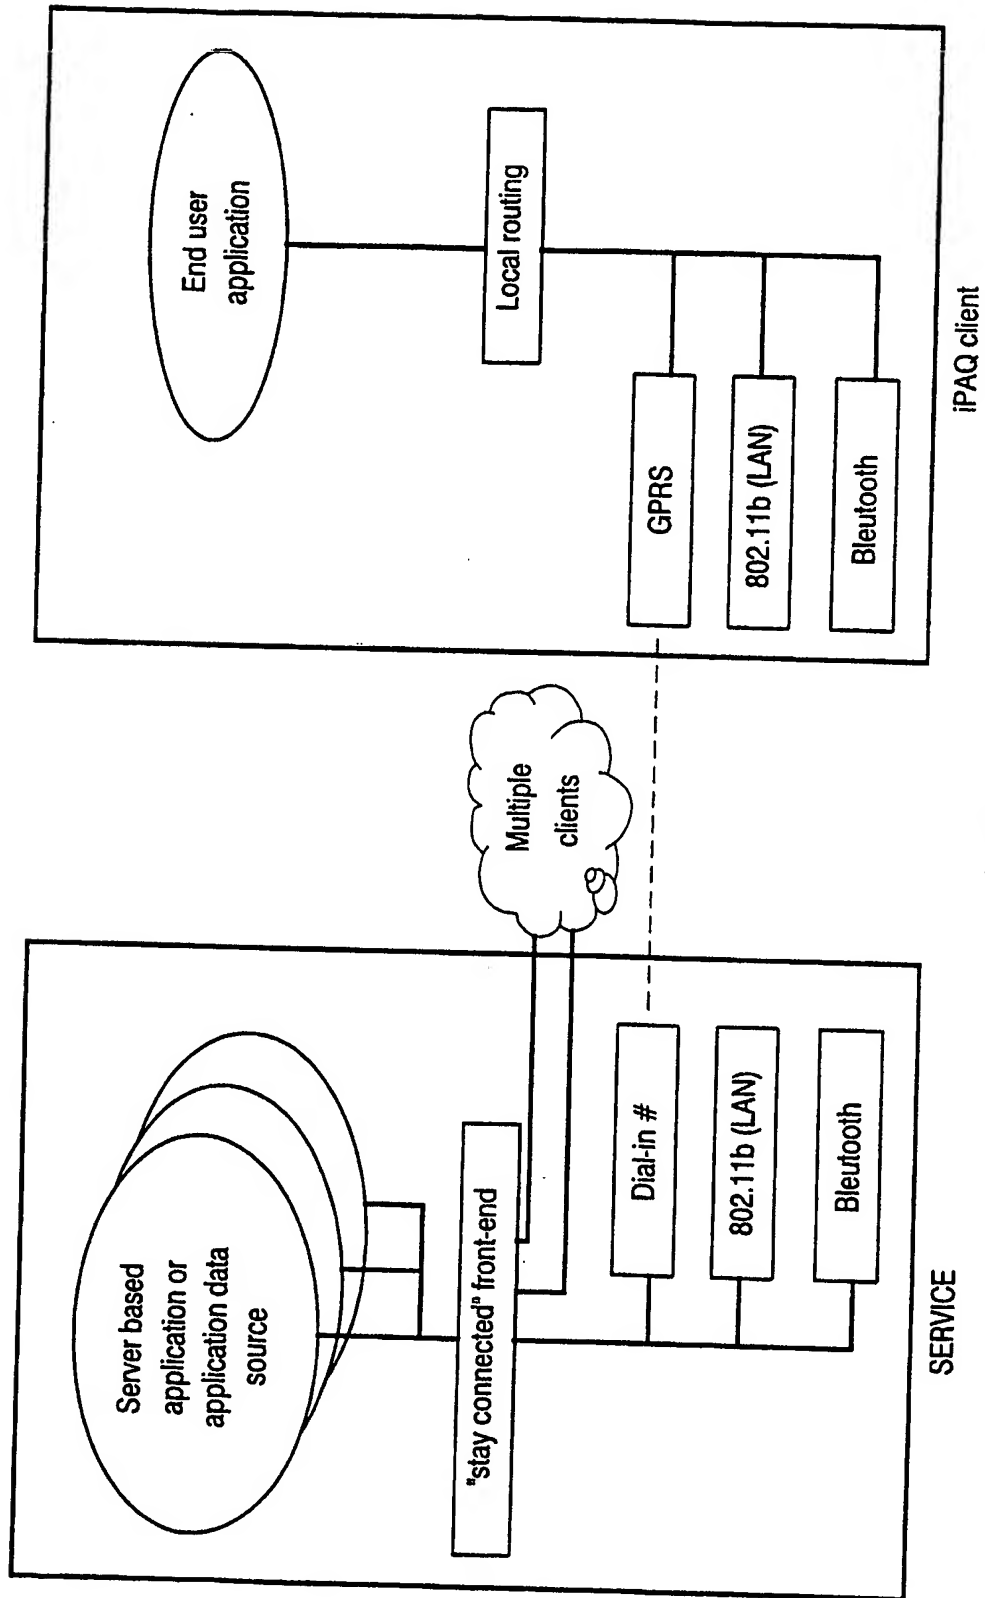 Server based
application or
application data
source
"stay connected" front-end
Dial-in #
802.11b (LAN)
Bleutooth
SERVICE
Multiple
clients
End user
application
Local routing
GPRS
802.11b (LAN)
Bleutooth
iPAQ client